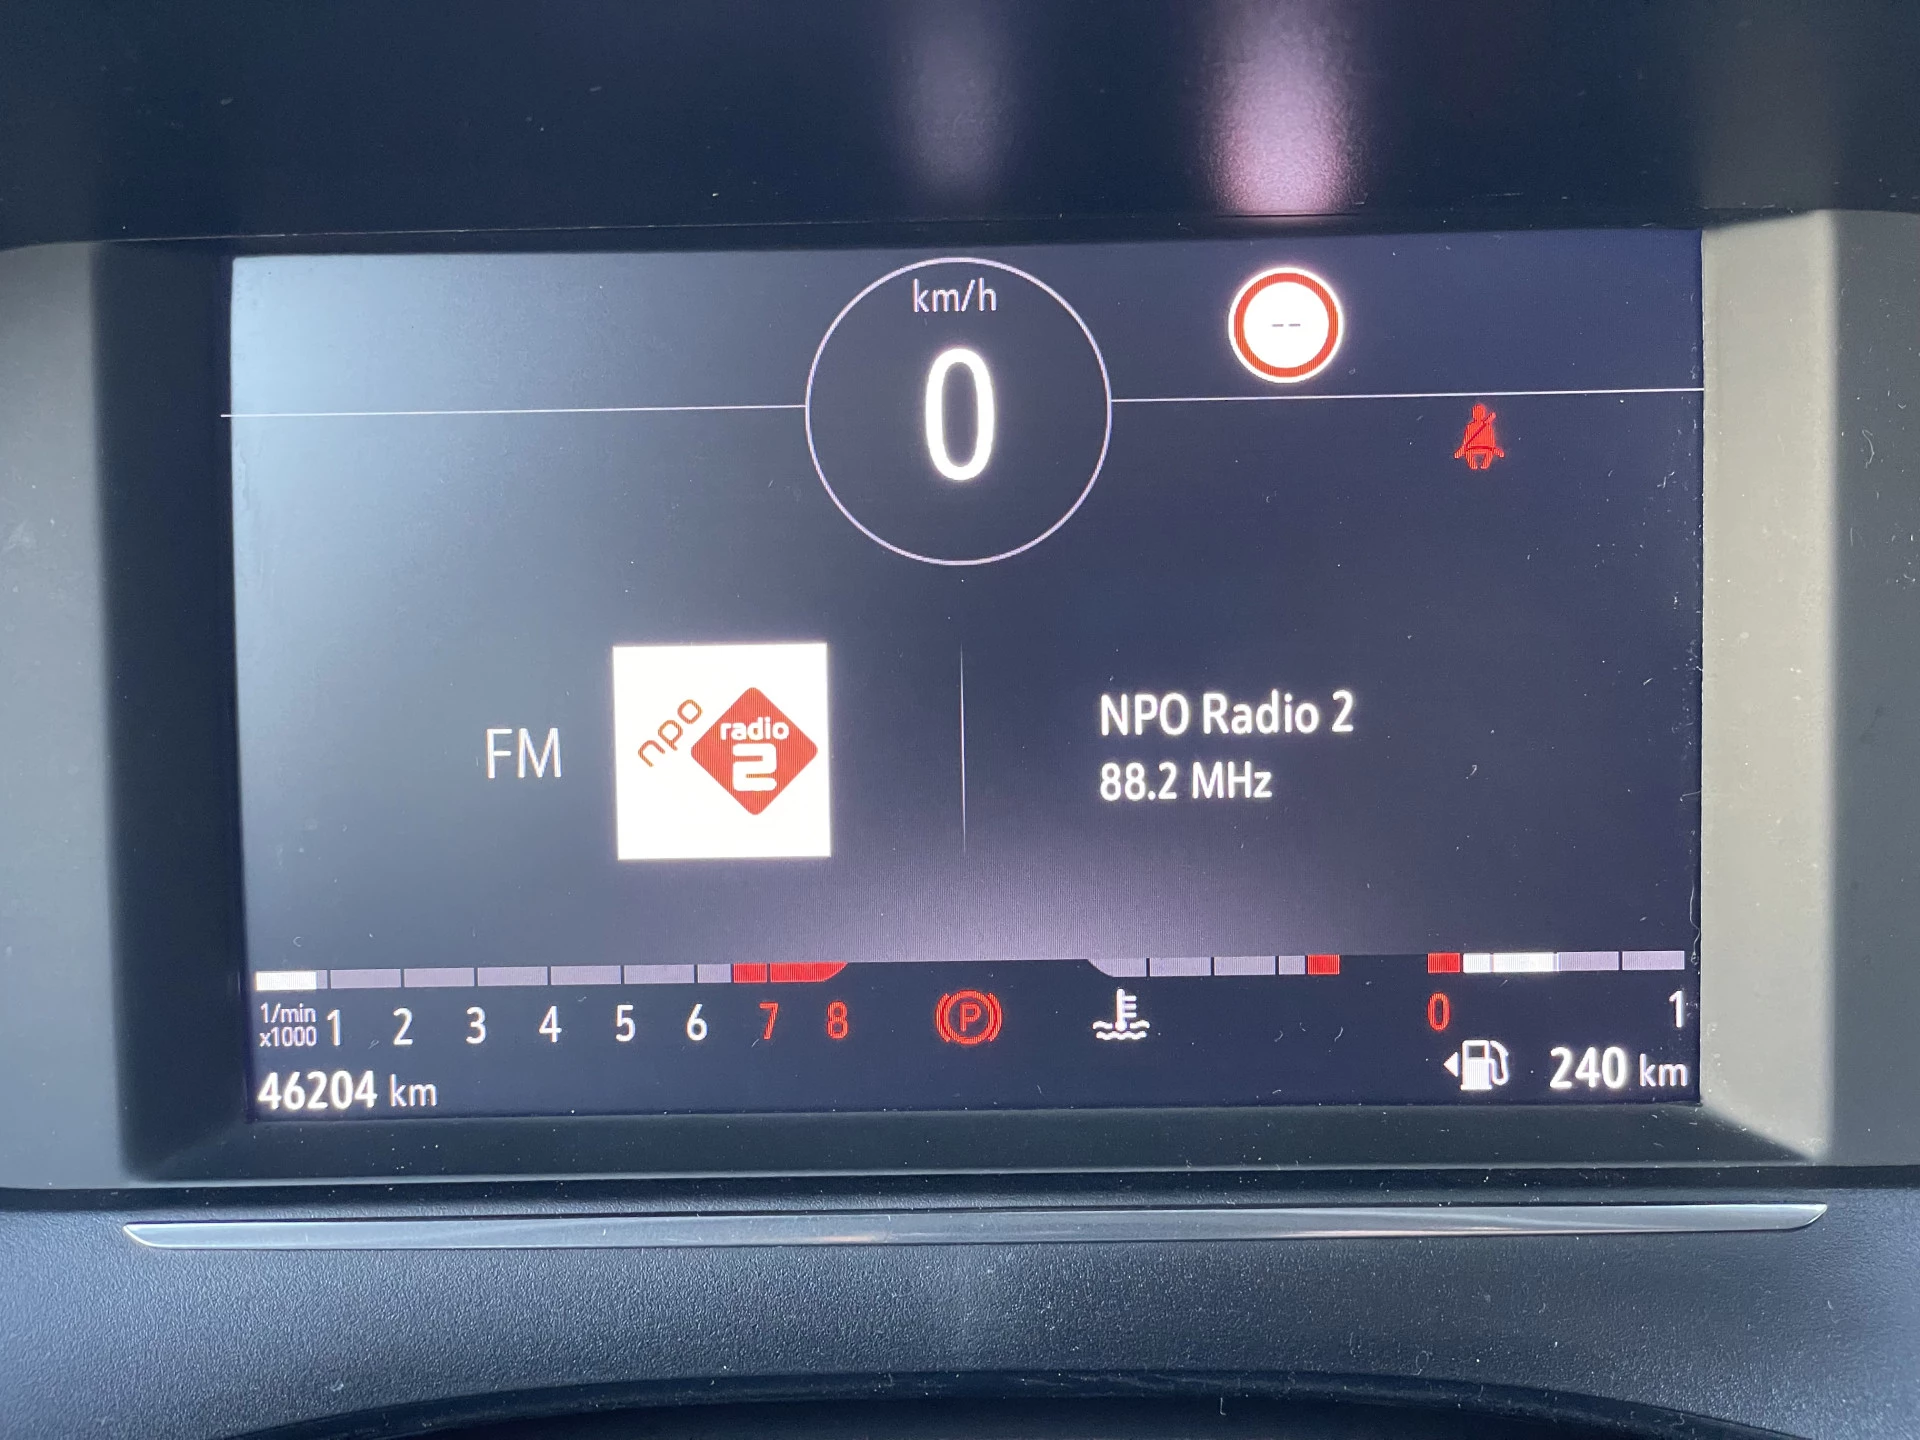 km/h
0
--
FM
npo
radio
2
NPO Radio 2
88.2 MHz
1/min
x1000 1 2 3 4 5 6 7 8
P
0 1
46204 km
240 km